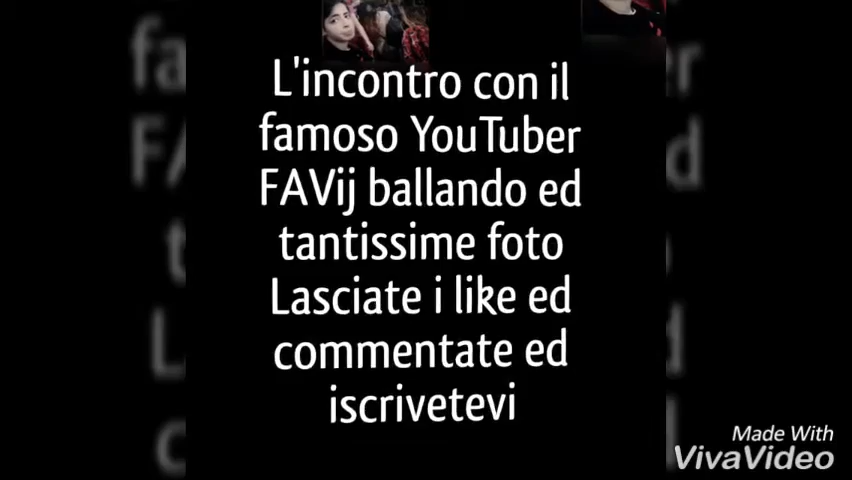 L'incontro con il
famoso YouTuber
FAVij ballando ed
tantissime foto
Lasciate i like ed
commentate ed
iscrivetevi
Made With
VivaVideo